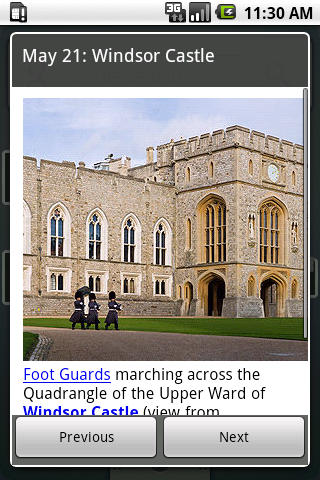 3G
11:30 AM
May 21: Windsor Castle
Foot Guards marching across the
Quadrangle of the Upper Ward of
Windsor Castle (view from
Previous
Next